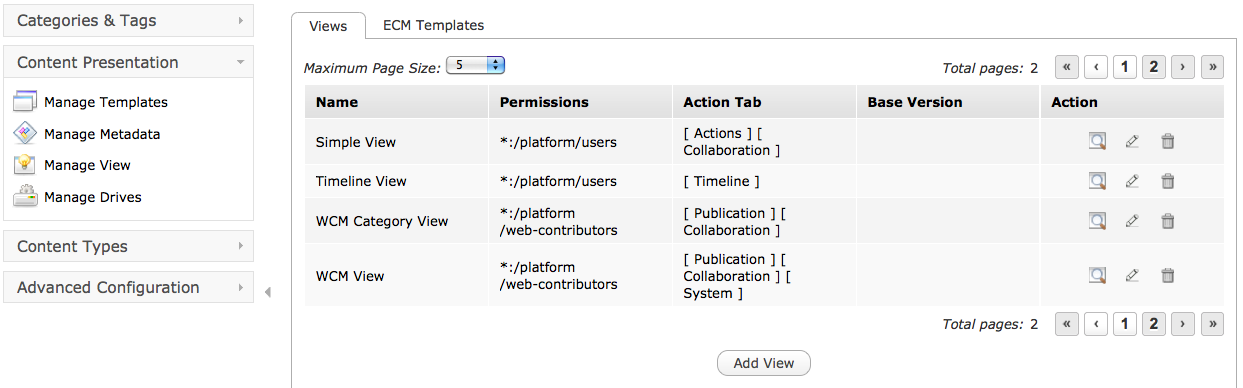 Categories & Tags
Content Presentation
Manage Templates
Manage Metadata
Manage View
Manage Drives
Content Types
Advanced Configuration
Views
ECM Templates
Maximum Page Size: 5
Total pages: 2 « ‹ 1 2 › »
Name Permissions Action Tab Base Version Action
Simple View *:/platform/users [ Actions ] [
Collaboration ]
Timeline View *:/platform/users [ Timeline ]
WCM Category View *:/platform
/web-contributors [ Publication ] [
Collaboration ]
WCM View *:/platform
/web-contributors [ Publication ] [
Collaboration ] [
System ]
Total pages: 2 « ‹ 1 2 › »
Add View